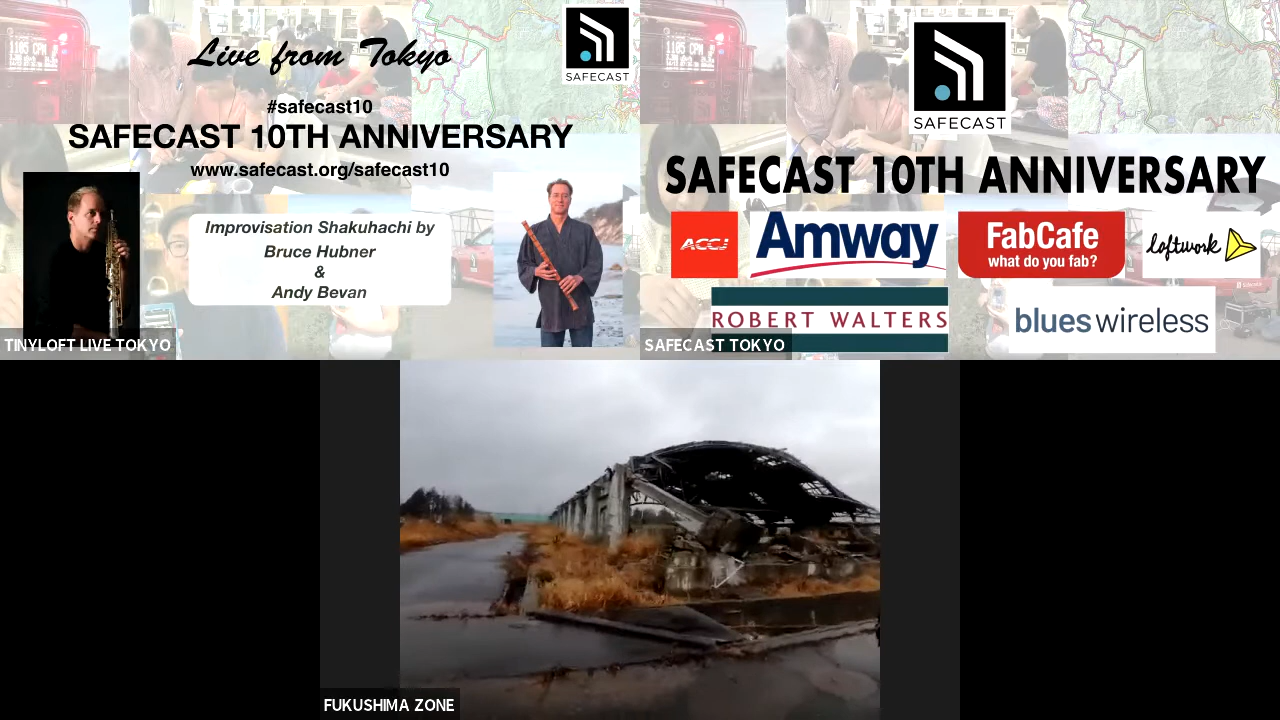 Live from Tokyo
SAFECAST
#safecast10
SAFECAST 10TH ANNIVERSARY
www.safecast.org/safecast10
Improvisation Shakuhachi by
Bruce Hubner
&
Andy Bevan
TINYLOFT LIVE TOKYO
SAFECAST
SAFECAST 10TH ANNIVERSARY
ACCJ
Amway
FabCafe
what do you fab?
loftwork
ROBERT WALTERS
blues wireless
SAFECAST TOKYO
FUKUSHIMA ZONE